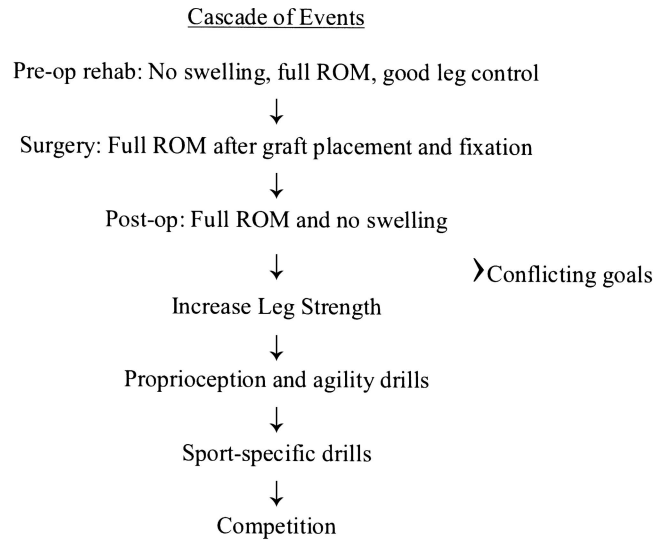 Cascade of Events
Pre-op rehab: No swelling, full ROM, good leg control
↓
Surgery: Full ROM after graft placement and fixation
↓
Post-op: Full ROM and no swelling
↓
›Conflicting goals
Increase Leg Strength
↓
Proprioception and agility drills
↓
Sport-specific drills
↓
Competition